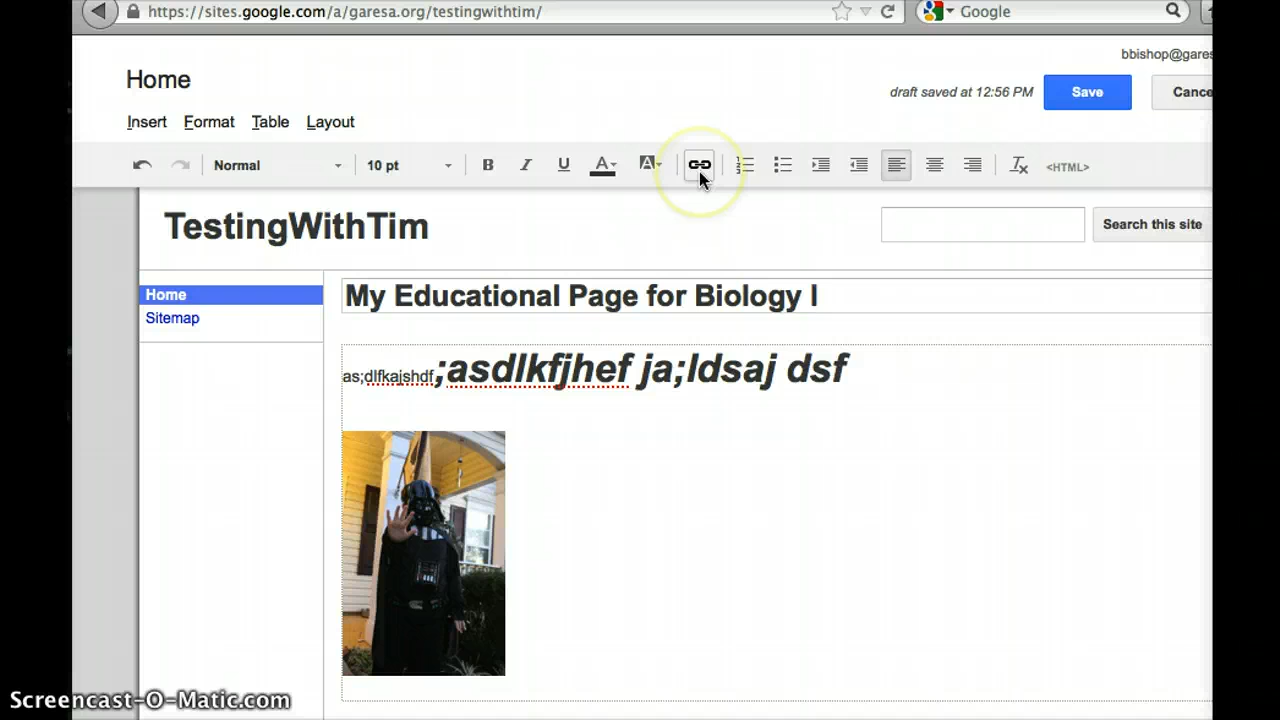 https://sites.google.com/a/garesa.org/testingwithtim/
Google
bbishop@gares
Home
draft saved at 12:56 PM
Save
Cance
Insert
Format
Table
Layout
Normal
10 pt
B
I
U
A
A
<HTML>
TestingWithTim
Search this site
Home
Sitemap
My Educational Page for Biology I
as;dlfkajshdf;asdlkfjhef ja;ldsaj dsf
Screencast-O-Matic.com